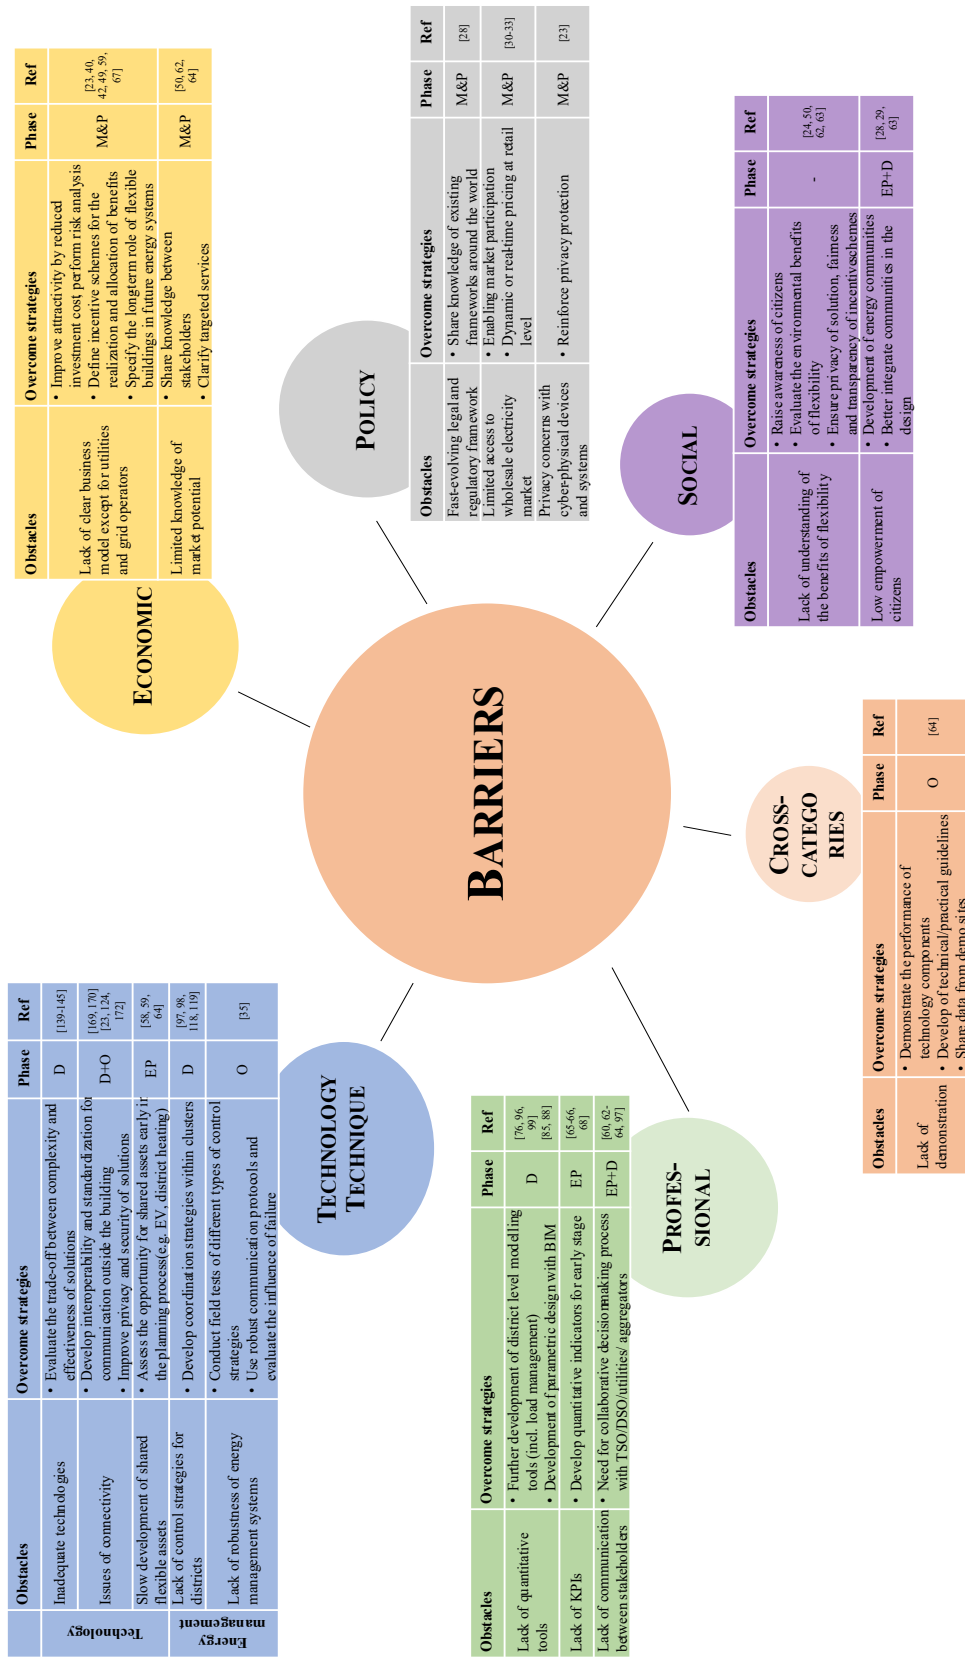 BARRIERS
TECHNOLOGY
TECHNIQUE
Obstacles
Overcome strategies
Phase
Ref
Technology
Inadequate technologies
• Evaluate the trade-off between complexity and
effectiveness of solutions
D
[139-145]
Issues of connectivity
• Develop interoperability and standardization for
communication outside the building
• Improve privacy and security of solutions
D+O
[169, 170]
[23, 124,
172]
Slow development of shared
flexible assets
• Assess the opportunity for shared assets early in
the planning process(e.g. EV, district heating)
EP
[58, 59,
64]
Energy
management
Lack of control strategies for
districts
• Develop coordination strategies within clusters
D
[97, 98,
118,119]
Lack of robustness of energy
management systems
• Conduct field tests of different types of control
strategies
• Use robust communication protocols and
evaluate the influence of failure
O
[35]
ECONOMIC
Obstacles
Overcome strategies
Phase
Ref
Lack of clear business
model except for utilities
and grid operators
• Improve attractivity by reduced
investment cost, perform risk analysis
• Define incentive schemes for the
realization and allocation of benefits
• Specify the longterm role of flexible
buildings in future energy systems
M&P
[23, 40,
42, 49, 59,
67]
Limited knowledge of
market potential
• Share knowledge between
stakeholders
• Clarify targeted services
M&P
[50, 62,
64]
POLICY
Obstacles
Overcome strategies
Phase
Ref
Fast-evolving legal and
regulatory framework
• Share knowledge of existing
frameworks around the world
M&P
[28]
Limited access to
wholesale electricity
market
• Enabling market participation
• Dynamic or real-time pricing at retail
level
M&P
[30-33]
Privacy concerns with
cyber-physical devices
and systems
• Reinforce privacy protection
M&P
[23]
SOCIAL
Obstacles
Overcome strategies
Phase
Ref
Lack of understanding of
the benefits of flexibility
• Raise awareness of citizens
• Evaluate the environmental benefits
of flexibility
• Ensure privacy of solution, fairness
and transparency of incentiveschemes
-
[24, 50,
62, 63]
Low empowerment of
citizens
• Development of energy communities
• Better integrate communities in the
design
EP+D
[28, 29,
63]
PROFES-
SIONAL
Obstacles
Overcome strategies
Phase
Ref
Lack of quantitative
tools
• Further development of district level modelling
tools (incl. load management)
• Development of parametric design with BIM
D
[76, 96,
99]
[85, 88]
Lack of KPIs
• Develop quantitative indicators for early stage
EP
[65-66,
68]
Lack of communication
between stakeholders
• Need for collaborative decisionmaking process
with TSO/DSO/utilities/ aggregators
EP+D
[60, 62-
64, 97]
CROSS-
CATEGO
RIES
Obstacles
Overcome strategies
Phase
Ref
Lack of
demonstration
• Demonstrate the performance of
technology components
• Develop of technical/practical guidelines
• Share data from demo sites
O
[64]